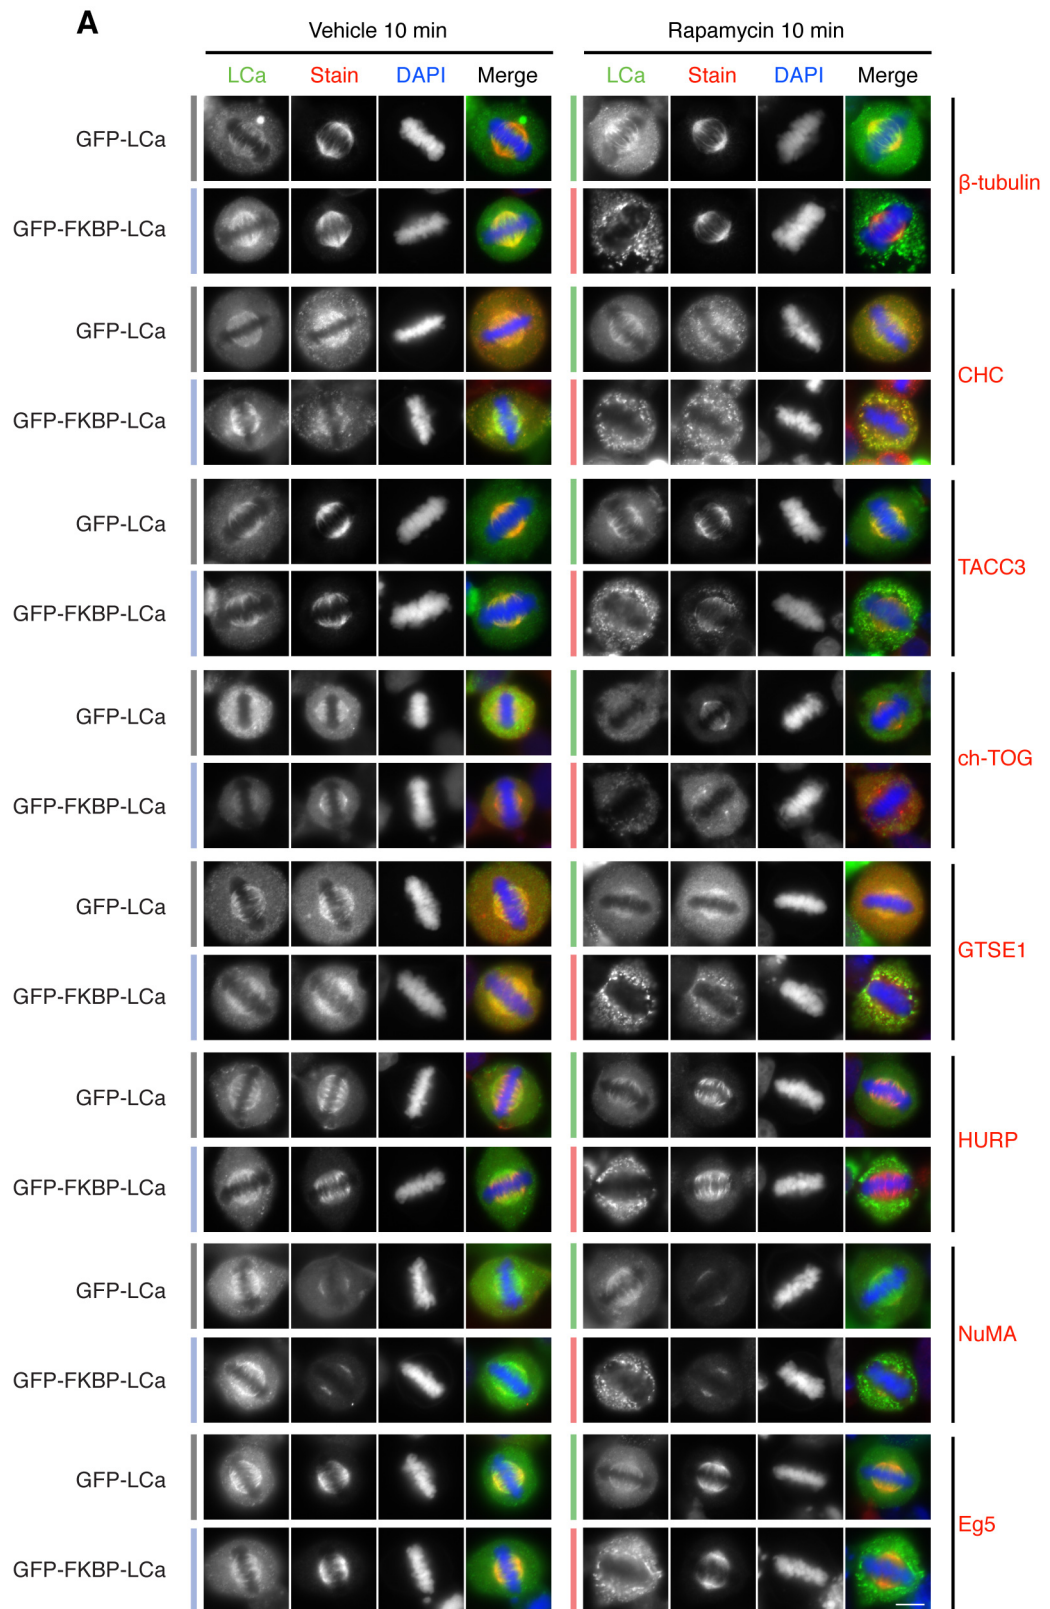 A
Vehicle 10 min
Rapamycin 10 min
LCa Stain DAPI Merge LCa Stain DAPI Merge
GFP-LCa
β-tubulin
GFP-FKBP-LCa
GFP-LCa
CHC
GFP-FKBP-LCa
GFP-LCa
TACC3
GFP-FKBP-LCa
GFP-LCa
ch-TOG
GFP-FKBP-LCa
GFP-LCa
GTSE1
GFP-FKBP-LCa
GFP-LCa
HURP
GFP-FKBP-LCa
GFP-LCa
NuMA
GFP-FKBP-LCa
GFP-LCa
Eg5
GFP-FKBP-LCa